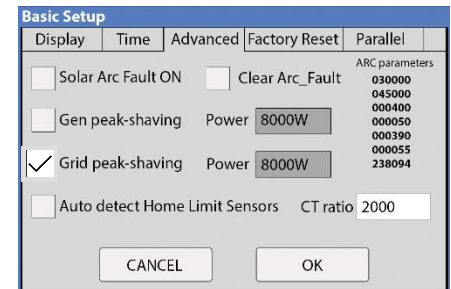 Basic Setup
Display Time Advanced Factory Reset Parallel
ARC parameters
Solar Arc Fault ON Clear Arc_Fault 030000
045000
000400
Gen peak-shaving Power 8000W 000050
000390
000055
Grid peak-shaving Power 8000W 238094
Auto detect Home Limit Sensors CT ratio 2000
CANCEL OK